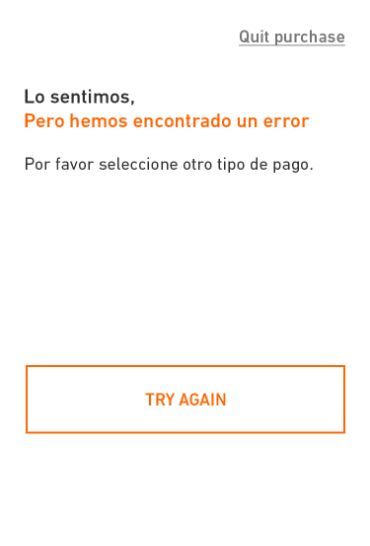 Quit purchase
Lo sentimos,
Pero hemos encontrado un error
Por favor seleccione otro tipo de pago.
TRY AGAIN